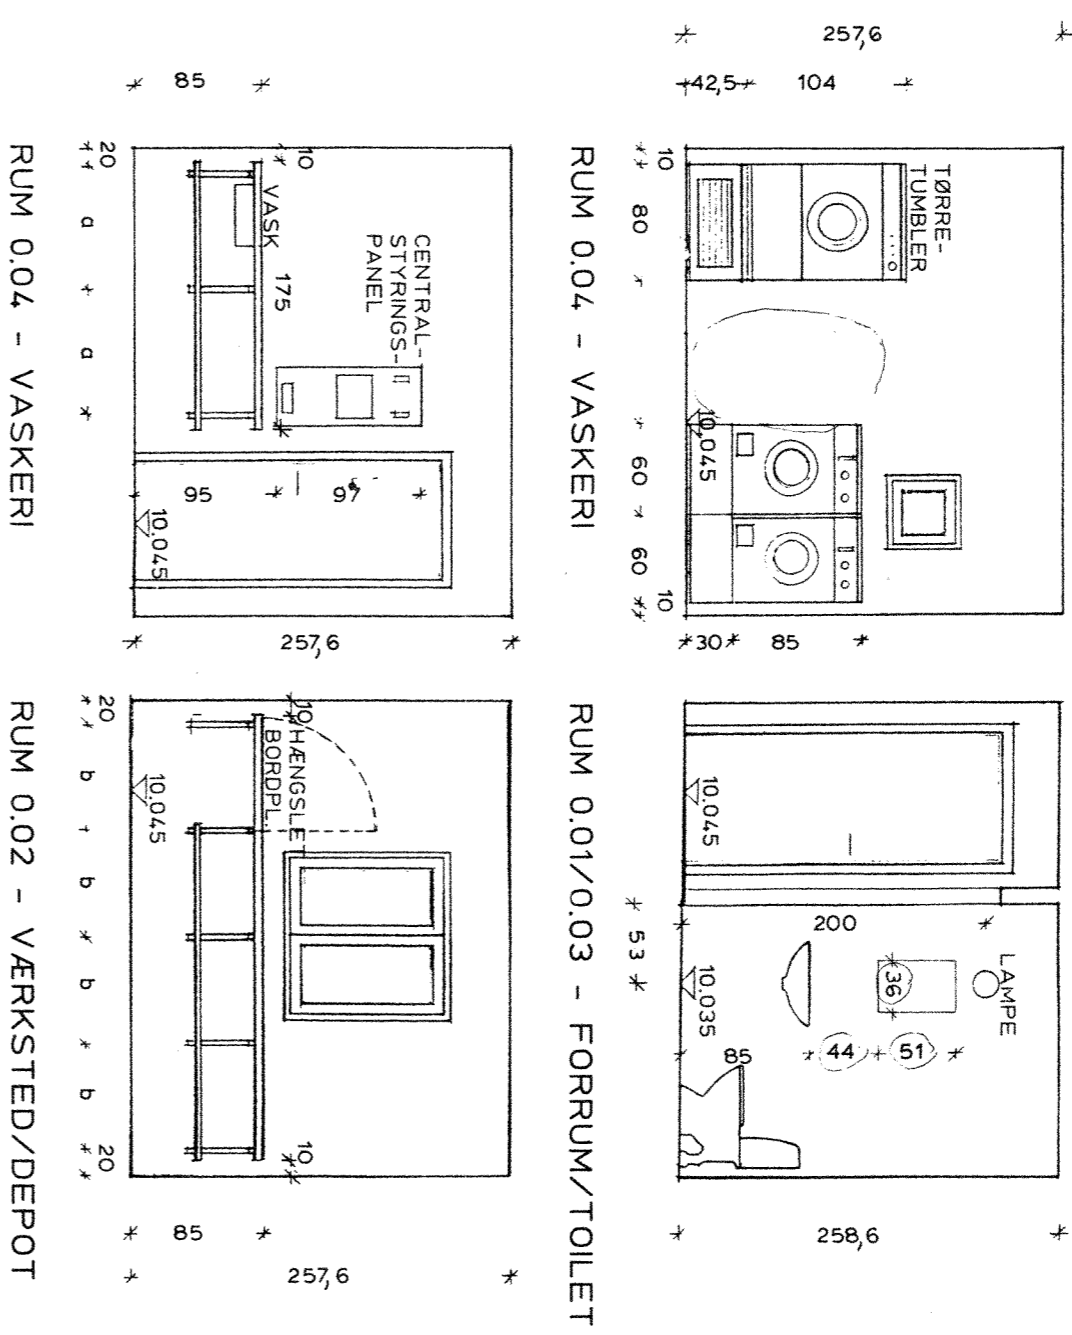 257,6
42,5
104
10
80
60
60
10
TØRRE-
TUMBLER
10.045
30
85
RUM 0.04 - VASKERI
85
20
a
a
10
VASK
175
CENTRAL-
STYRINGS-
PANEL
95
97
10.045
257,6
RUM 0.04 - VASKERI
10.045
53
200
LAMPE
36
10.035
85
44
51
258,6
RUM 0.01/0.03 - FORRUM/TOILET
20
b
b
b
b
20
10
HÆNGSLE
BORDPL.
10.045
10
85
257,6
RUM 0.02 - VÆRKSTED/DEPOT